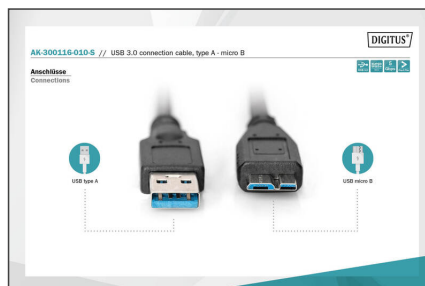 DIGITUS®
AK-300116-010-S // USB 3.0 connection cable, type A - micro B
Anschlüsse
Connections
USB type A
USB micro B